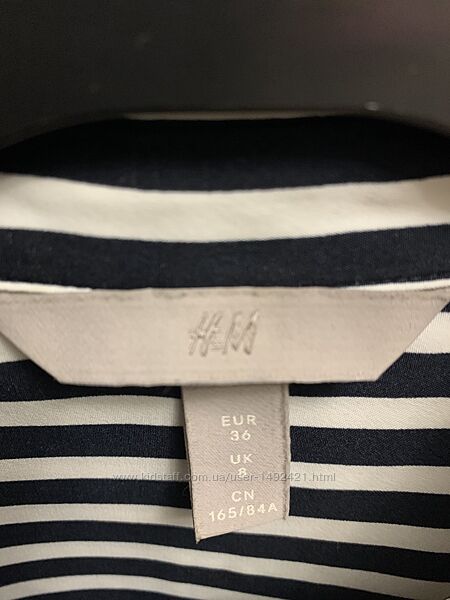 H&M
EUR
36
UK
8
www.kidstaff.com.ua/user-1492421.html
CN
165/84A